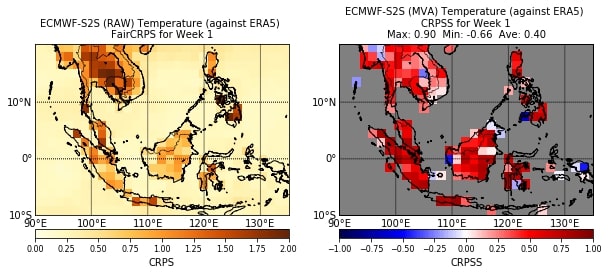 ECMWF-S2S (RAW) Temperature (against ERA5)
FairCRPS for Week 1
10°N
0°
10°S
90°E 100°E 110°E 120°E 130°E
0.00 0.25 0.50 0.75 1.00 1.25 1.50 1.75 2.00
CRPS
ECMWF-S2S (MVA) Temperature (against ERA5)
CRPSS for Week 1
Max: 0.90 Min: -0.66 Ave: 0.40
10°N
0°
10°S
90°E 100°E 110°E 120°E 130°E
−1.00 −0.75 −0.50 −0.25 0.00 0.25 0.50 0.75 1.00
CRPSS